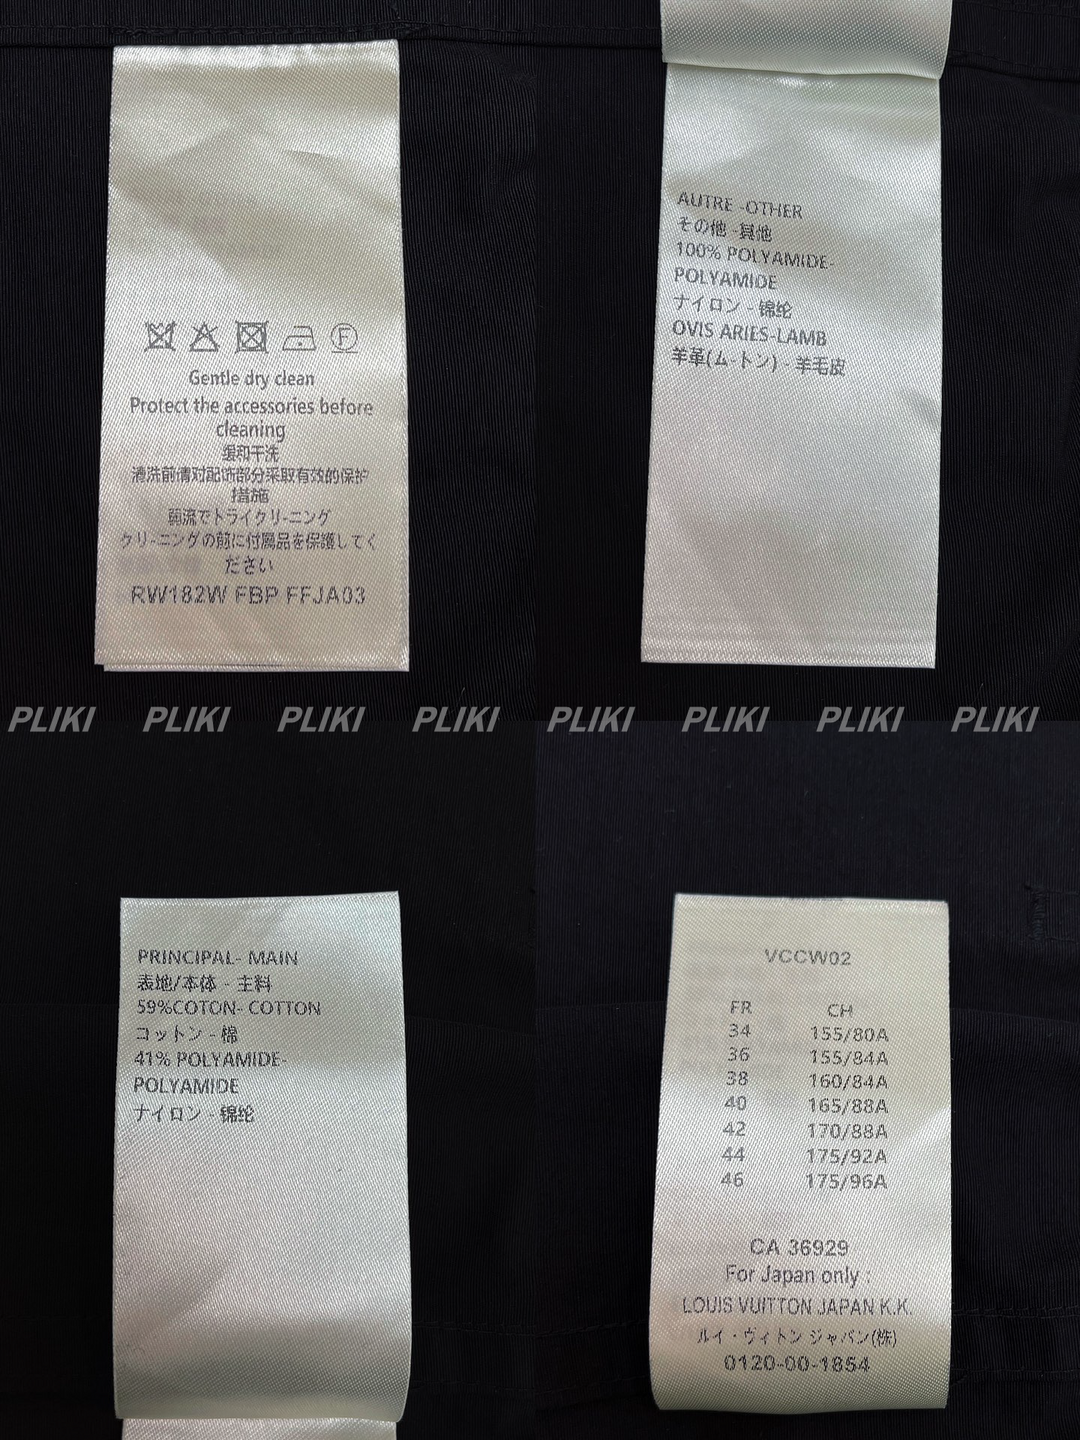 Gentle dry clean
Protect the accessories before
cleaning
缓和干洗
清洗前请对配饰部分采取有效的保护
措施
弱流でドライクリ-ニング
クリ-ニングの前に付属品を保護してく
ださい
RW182W FBP FFJA03
AUTRE -OTHER
その他 -其他
100% POLYAMIDE-
POLYAMIDE
ナイロン - 锦纶
OVIS ARIES-LAMB
羊革(ム-トン) - 羊毛皮
PLIKI PLIKI PLIKI PLIKI PLIKI PLIKI PLIKI PLIKI
PRINCIPAL- MAIN
表地/本体 - 主料
59%COTON- COTTON
コットン - 棉
41% POLYAMIDE-
POLYAMIDE
ナイロン - 锦纶
VCCW02
FR CH
34 155/80A
36 155/84A
38 160/84A
40 165/88A
42 170/88A
44 175/92A
46 175/96A
CA 36929
For Japan only :
LOUIS VUITTON JAPAN K.K.
ルイ・ヴィトン ジャパン(株)
0120-00-1854